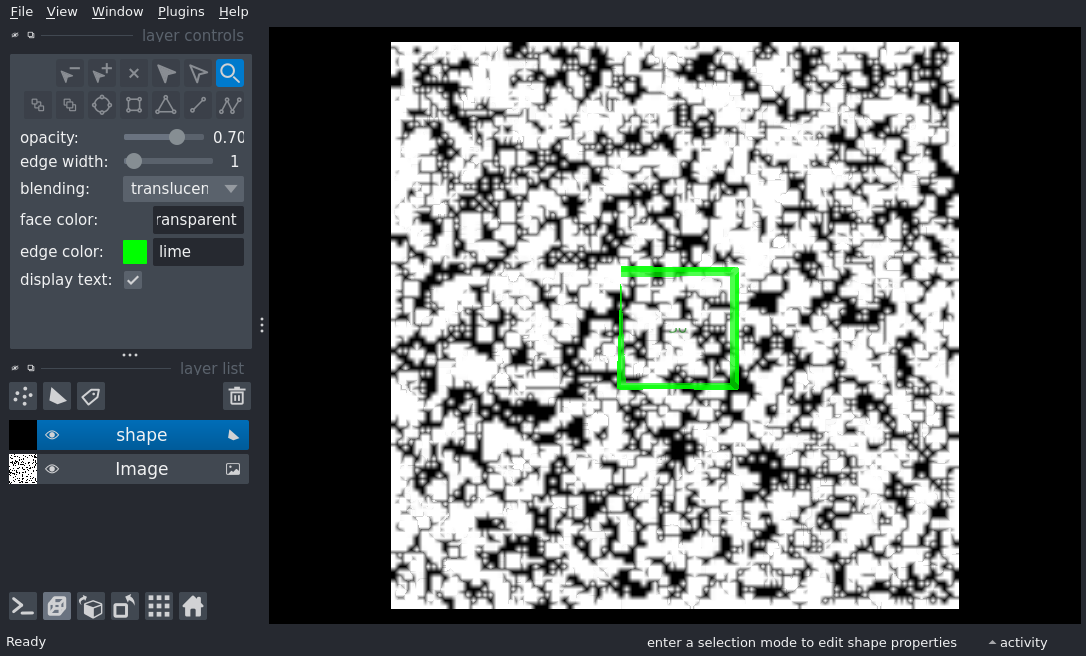 File View Window Plugins Help
layer controls
opacity: 0.70
edge width: 1
blending: translucen
face color: ransparent
edge color: lime
display text:
layer list
shape
Image
Ready
enter a selection mode to edit shape properties
activity